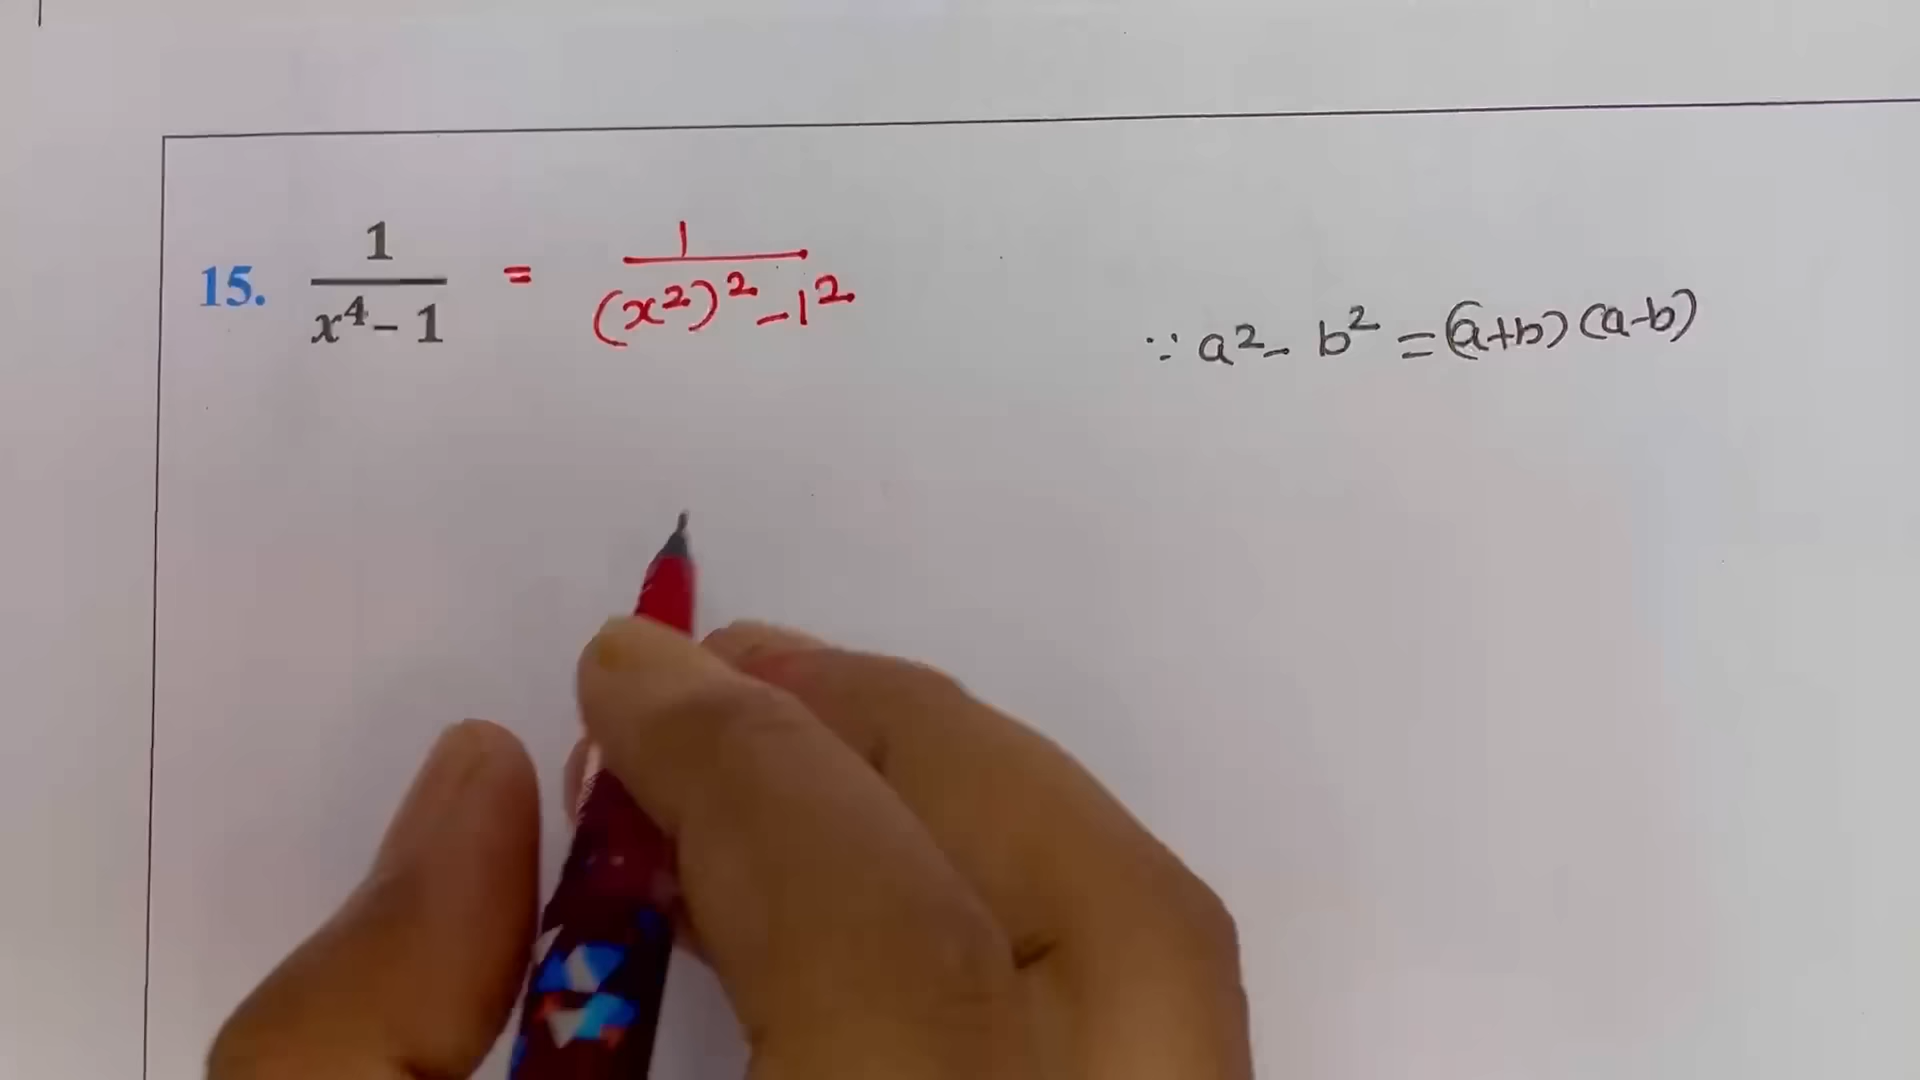 15. 1/(x⁴ – 1) = 1/((x²)² – 1²)
∵ a² – b² = (a+b) (a–b)